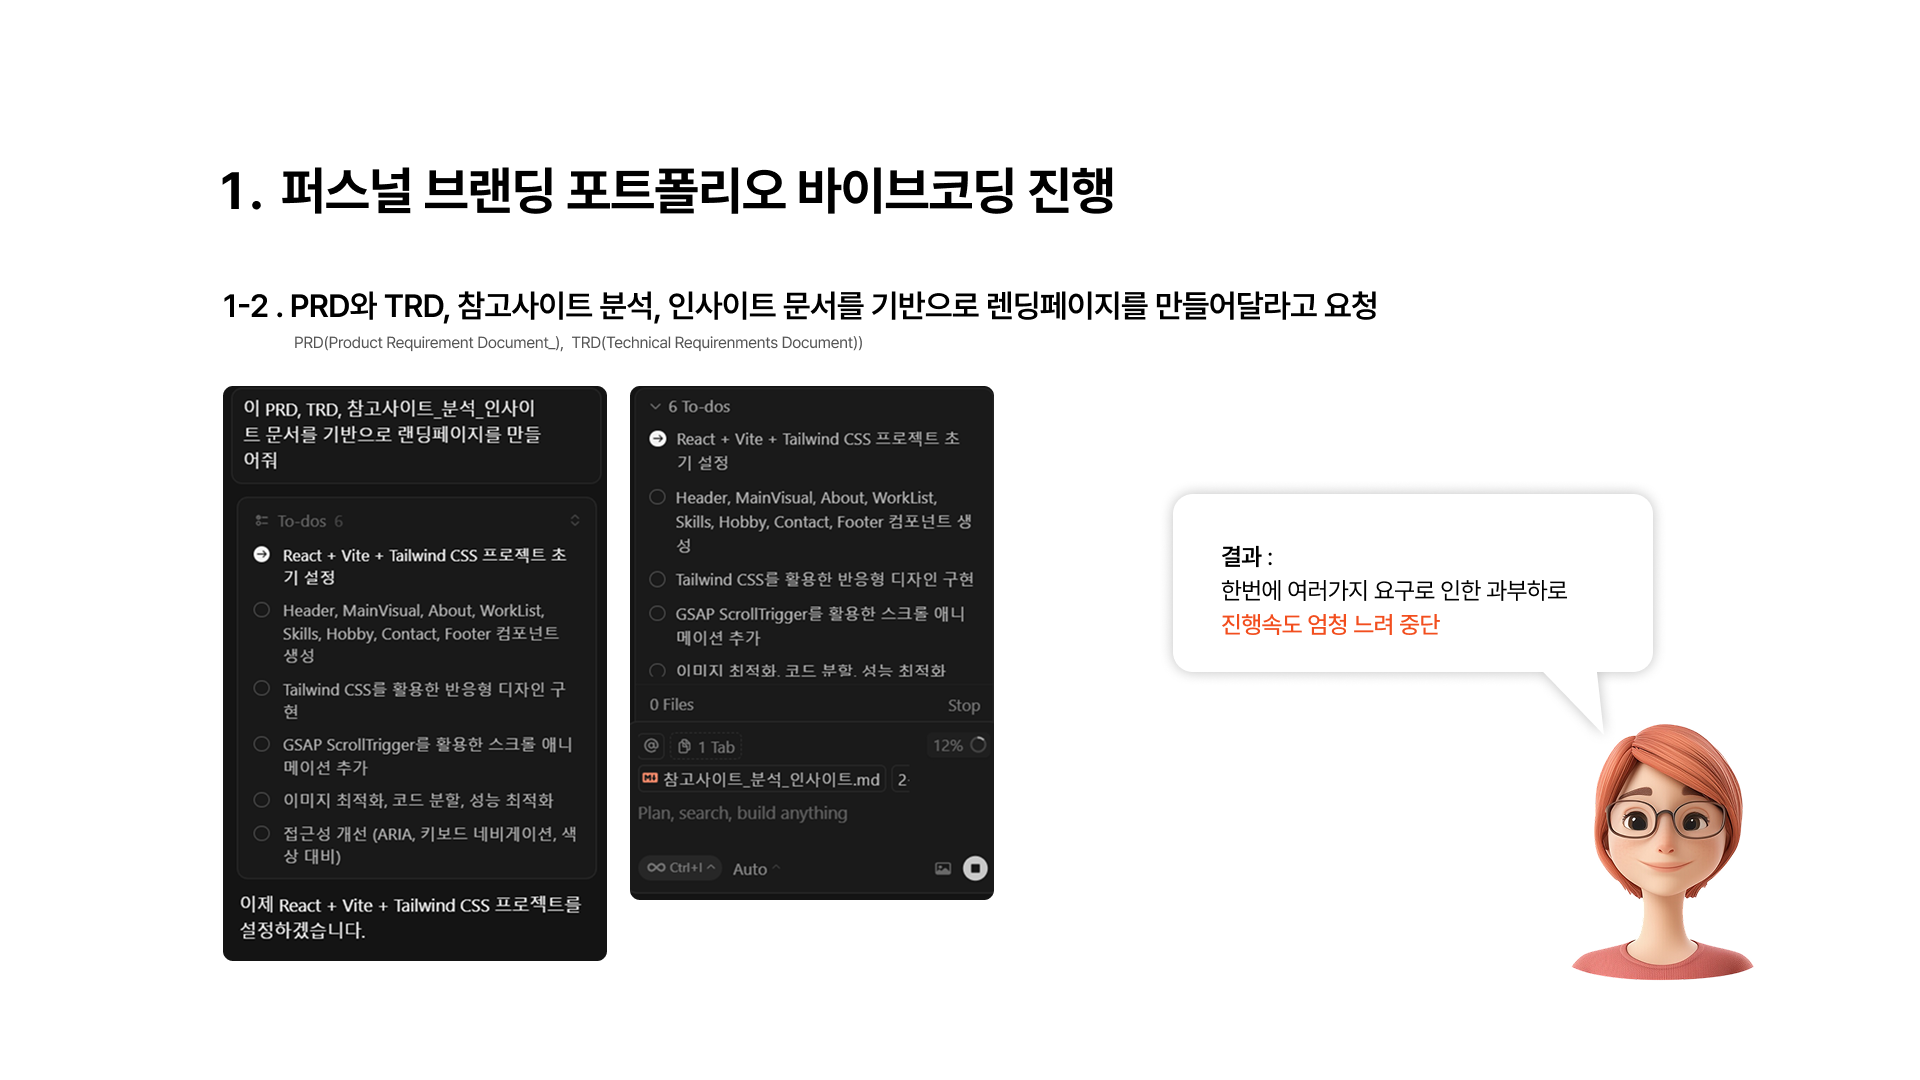 1. 퍼스널 브랜딩 포트폴리오 바이브코딩 진행
1-2 . PRD와 TRD, 참고사이트 분석, 인사이트 문서를 기반으로 렌딩페이지를 만들어달라고 요청
PRD(Product Requirement Document_), TRD(Technical Requirenments Document))
이 PRD, TRD, 참고사이트_분석_인사이
트 문서를 기반으로 랜딩페이지를 만들
어줘
To-dos 6
React + Vite + Tailwind CSS 프로젝트 초
기 설정
Header, MainVisual, About, WorkList,
Skills, Hobby, Contact, Footer 컴포넌트
생성
Tailwind CSS를 활용한 반응형 디자인 구
현
GSAP ScrollTrigger를 활용한 스크롤 애니
메이션 추가
이미지 최적화, 코드 분할, 성능 최적화
접근성 개선 (ARIA, 키보드 네비게이션, 색
상 대비)
이제 React + Vite + Tailwind CSS 프로젝트를
설정하겠습니다.
6 To-dos
React + Vite + Tailwind CSS 프로젝트 초
기 설정
Header, MainVisual, About, WorkList,
Skills, Hobby, Contact, Footer 컴포넌트 생
성
Tailwind CSS를 활용한 반응형 디자인 구현
GSAP ScrollTrigger를 활용한 스크롤 애니
메이션 추가
이미지 최적화, 코드 분할, 성능 최적화
0 Files Stop
@ 1 Tab 12%
참고사이트_분석_인사이트.md 2
Plan, search, build anything
Ctrl+I Auto
결과 :
한번에 여러가지 요구로 인한 과부하로
진행속도 엄청 느려 중단